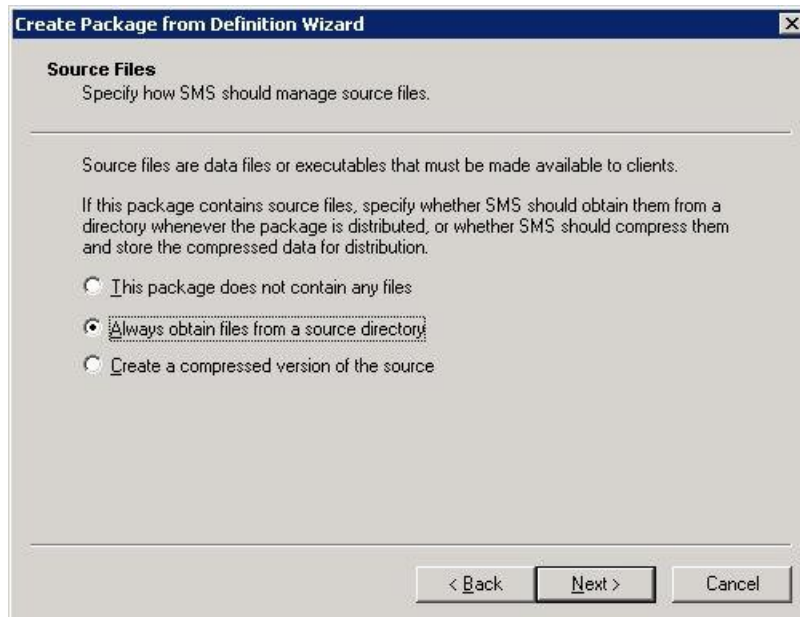 Create Package from Definition Wizard
Source Files
Specify how SMS should manage source files.
Source files are data files or executables that must be made available to clients.
If this package contains source files, specify whether SMS should obtain them from a
directory whenever the package is distributed, or whether SMS should compress them
and store the compressed data for distribution.
This package does not contain any files
Always obtain files from a source directory
Create a compressed version of the source
< Back
Next >
Cancel